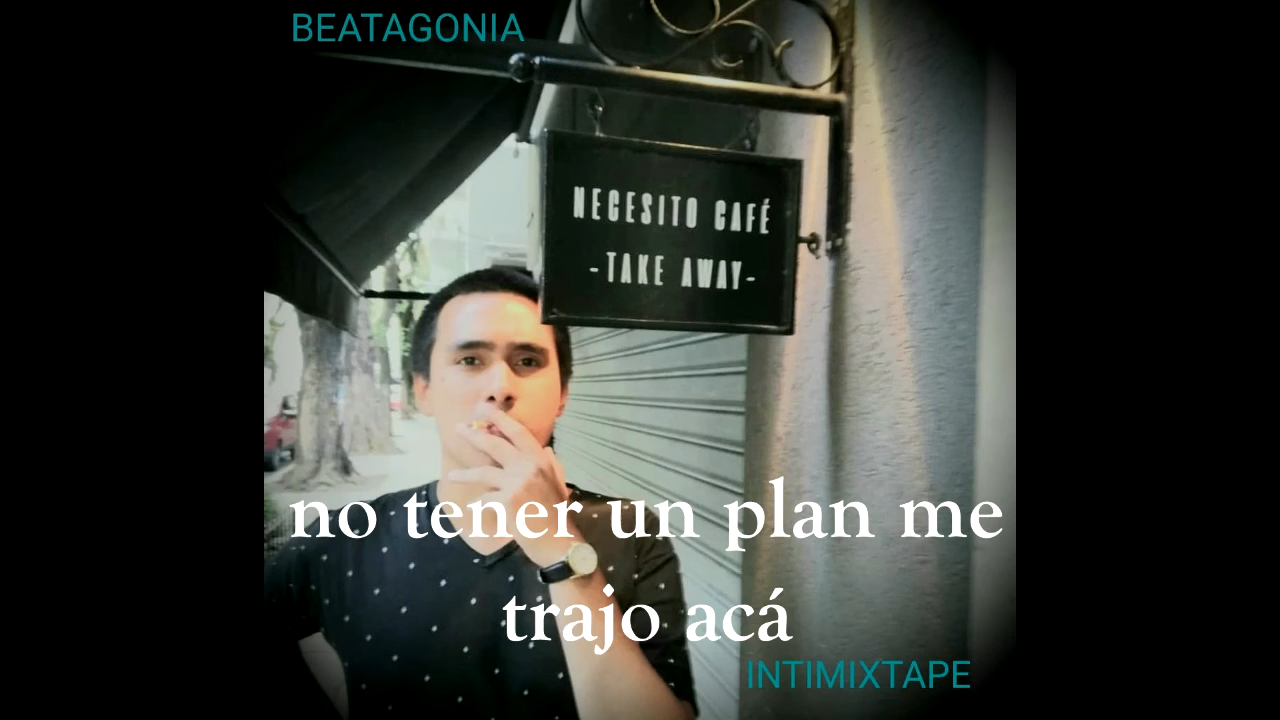 BEATAGONIA
NECESITO CAFÉ
-TAKE AWAY-
no tener un plan me
trajo acá
INTIMIXTAPE